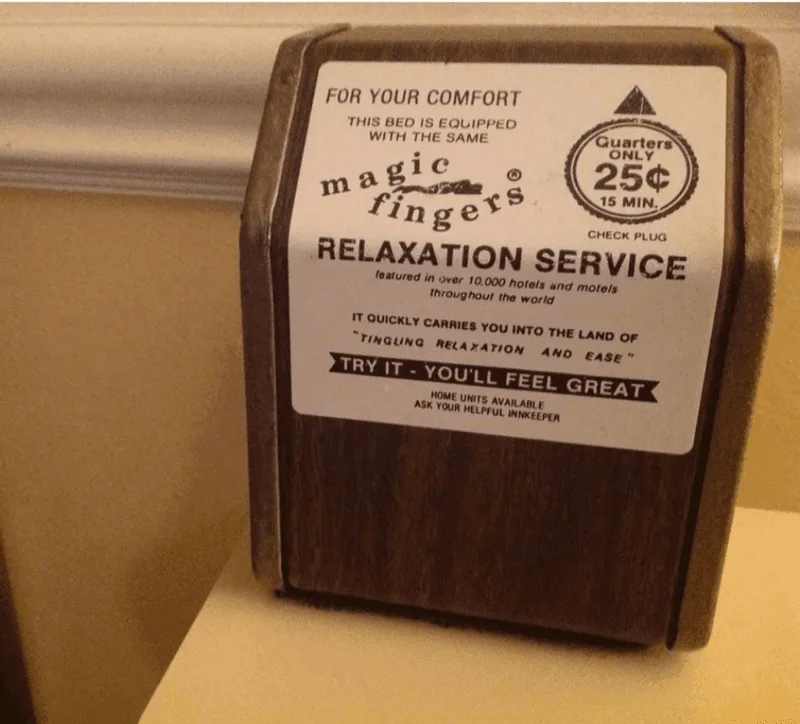 FOR YOUR COMFORT
THIS BED IS EQUIPPED
WITH THE SAME
magic
fingers®
Quarters
ONLY
25¢
15 MIN.
CHECK PLUG
RELAXATION SERVICE
featured in over 10,000 hotels and motels
throughout the world
IT QUICKLY CARRIES YOU INTO THE LAND OF
"TINGLING RELAXATION AND EASE"
TRY IT - YOU'LL FEEL GREAT
HOME UNITS AVAILABLE
ASK YOUR HELPFUL INNKEEPER